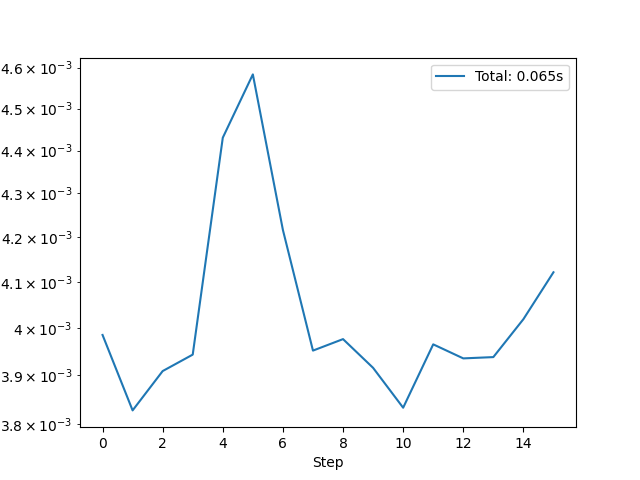 Total: 0.065s
4.6 × 10⁻³
4.5 × 10⁻³
4.4 × 10⁻³
4.3 × 10⁻³
4.2 × 10⁻³
4.1 × 10⁻³
4 × 10⁻³
3.9 × 10⁻³
3.8 × 10⁻³
0 2 4 6 8 10 12 14
Step